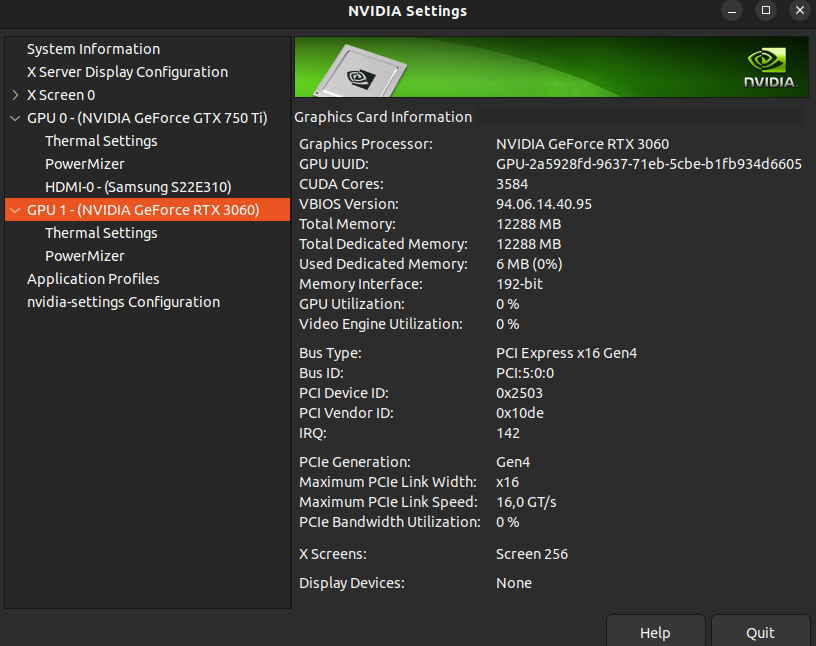 NVIDIA Settings
System Information
X Server Display Configuration
X Screen 0
GPU 0 - (NVIDIA GeForce GTX 750 Ti)
Thermal Settings
PowerMizer
HDMI-0 - (Samsung S22E310)
GPU 1 - (NVIDIA GeForce RTX 3060)
Thermal Settings
PowerMizer
Application Profiles
nvidia-settings Configuration
NVIDIA.
Graphics Card Information
Graphics Processor: NVIDIA GeForce RTX 3060
GPU UUID: GPU-2a5928fd-9637-71eb-5cbe-b1fb934d6605
CUDA Cores: 3584
VBIOS Version: 94.06.14.40.95
Total Memory: 12288 MB
Total Dedicated Memory: 12288 MB
Used Dedicated Memory: 6 MB (0%)
Memory Interface: 192-bit
GPU Utilization: 0 %
Video Engine Utilization: 0 %
Bus Type: PCI Express x16 Gen4
Bus ID: PCI:5:0:0
PCI Device ID: 0x2503
PCI Vendor ID: 0x10de
IRQ: 142
PCIe Generation: Gen4
Maximum PCIe Link Width: x16
Maximum PCIe Link Speed: 16,0 GT/s
PCIe Bandwidth Utilization: 0 %
X Screens: Screen 256
Display Devices: None
Help
Quit